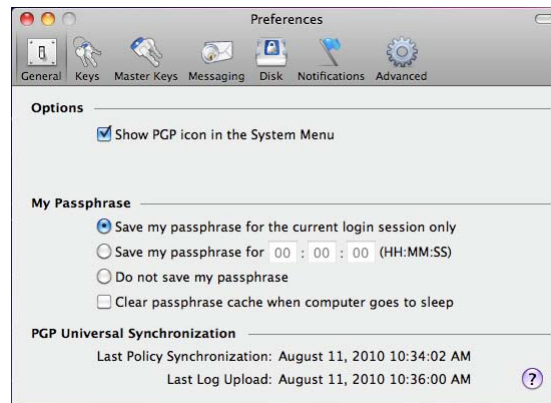 Preferences
General Keys Master Keys Messaging Disk Notifications Advanced
Options
Show PGP icon in the System Menu
My Passphrase
Save my passphrase for the current login session only
Save my passphrase for 00 : 00 : 00 (HH:MM:SS)
Do not save my passphrase
Clear passphrase cache when computer goes to sleep
PGP Universal Synchronization
Last Policy Synchronization: August 11, 2010 10:34:02 AM
Last Log Upload: August 11, 2010 10:36:00 AM ?